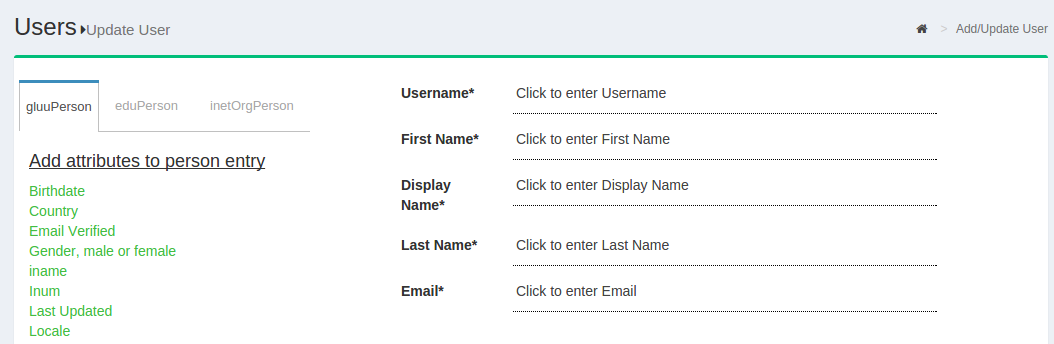 Users Update User
> Add/Update User
gluuPerson eduPerson inetOrgPerson
Add attributes to person entry
Birthdate
Country
Email Verified
Gender, male or female
iname
Inum
Last Updated
Locale
Username* Click to enter Username
First Name* Click to enter First Name
Display Click to enter Display Name
Name*
Last Name* Click to enter Last Name
Email* Click to enter Email